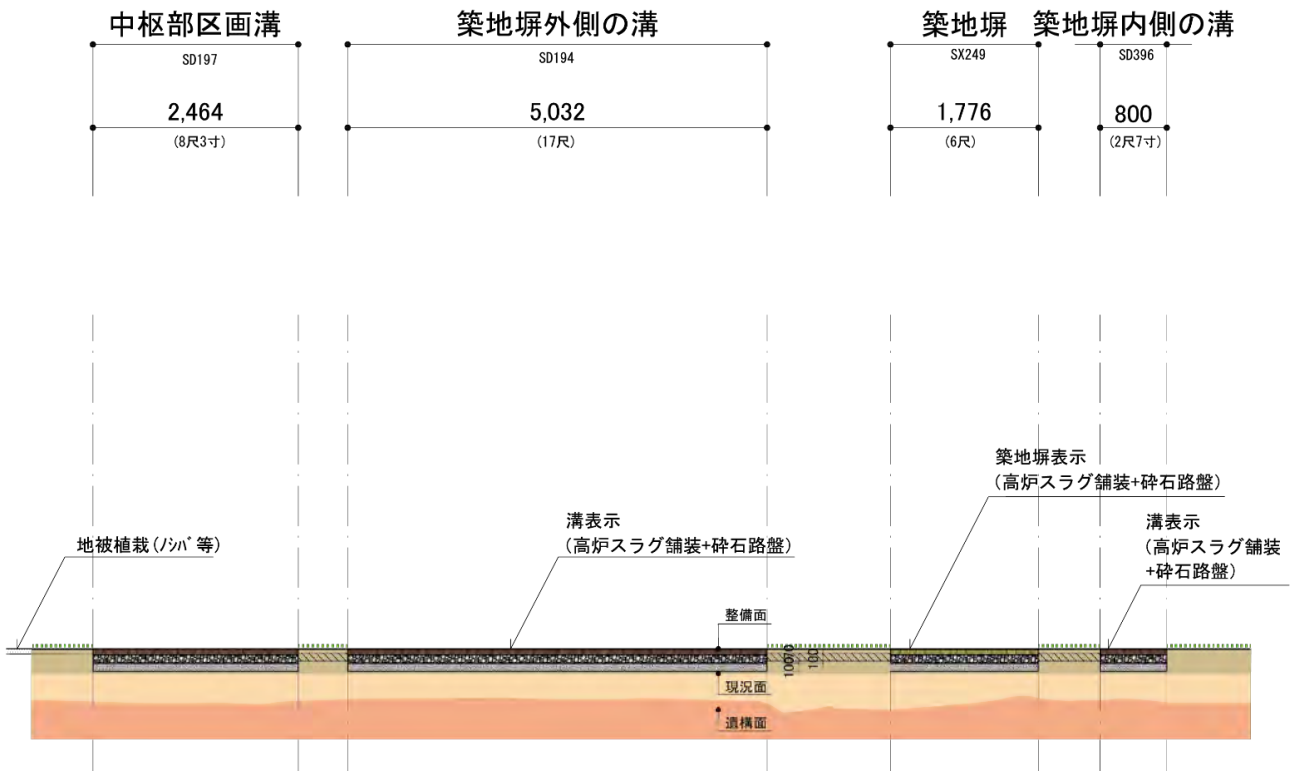 中枢部区画溝
築地塀外側の溝
築地塀
築地塀内側の溝
SD197
SD194
SX249
SD396
2,464
5,032
1,776
800
(8尺3寸)
(17尺)
(6尺)
(2尺7寸)
築地塀表示
(高炉スラグ舗装+砕石路盤)
溝表示
(高炉スラグ舗装+砕石路盤)
溝表示
(高炉スラグ舗装
+砕石路盤)
地被植栽(ﾉｼﾊﾞ等)
整備面
100
70
100
現況面
遺構面